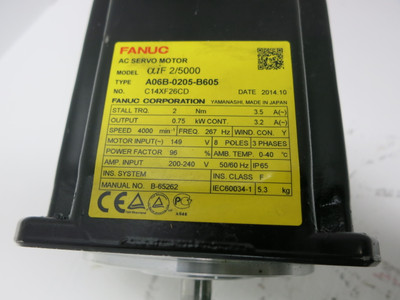 FANUC
AC SERVO MOTOR
MODEL αiF 2/5000
TYPE A06B-0205-B605
NO. C14XF26CD DATE 2014.10
FANUC CORPORATION YAMANASHI, MADE IN JAPAN
STALL TRQ. 2 Nm 3.5 A(~)
OUTPUT 0.75 kW CONT. 3.2 A(~)
SPEED 4000 min⁻¹ FREQ. 267 Hz WIND. CON. Y
MOTOR INPUT(~) 149 V 8 POLES 3 PHASES
POWER FACTOR 96 % AMB. TEMP. 0-40 °C
AMP. INPUT 200-240 V 50/60 Hz IP65
INS. SYSTEM INS. CLASS F
MANUAL NO. B-65262 IEC60034-1 5.3 kg
CE